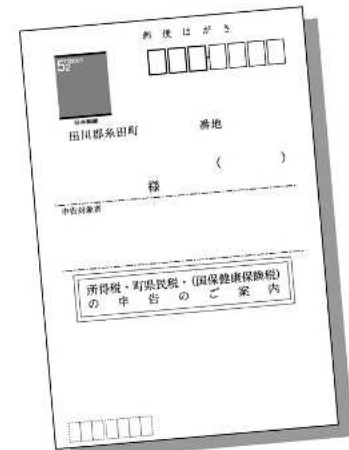 郵便はがき
52
日本郵便
田川郡糸田町　　　番地
（　　　）
様
申告対象者
所得税・町県民税・(国保健康保険税)
の申告のご案内